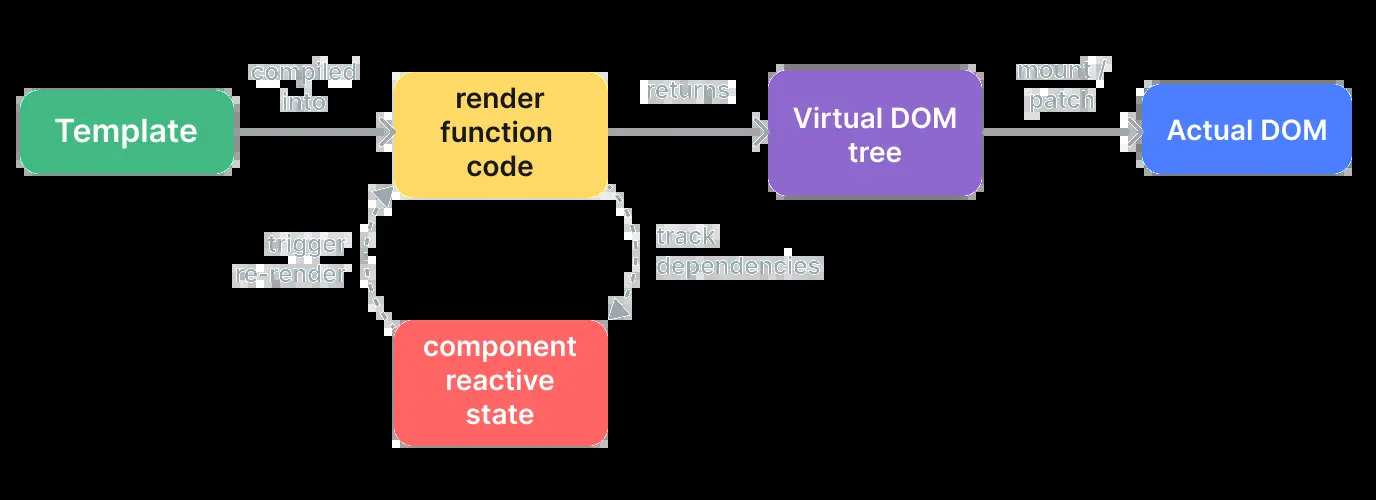 compiled
into
Template
render
function
code
returns
Virtual DOM
tree
mount /
patch
Actual DOM
trigger
re-render
track
dependencies
component
reactive
state